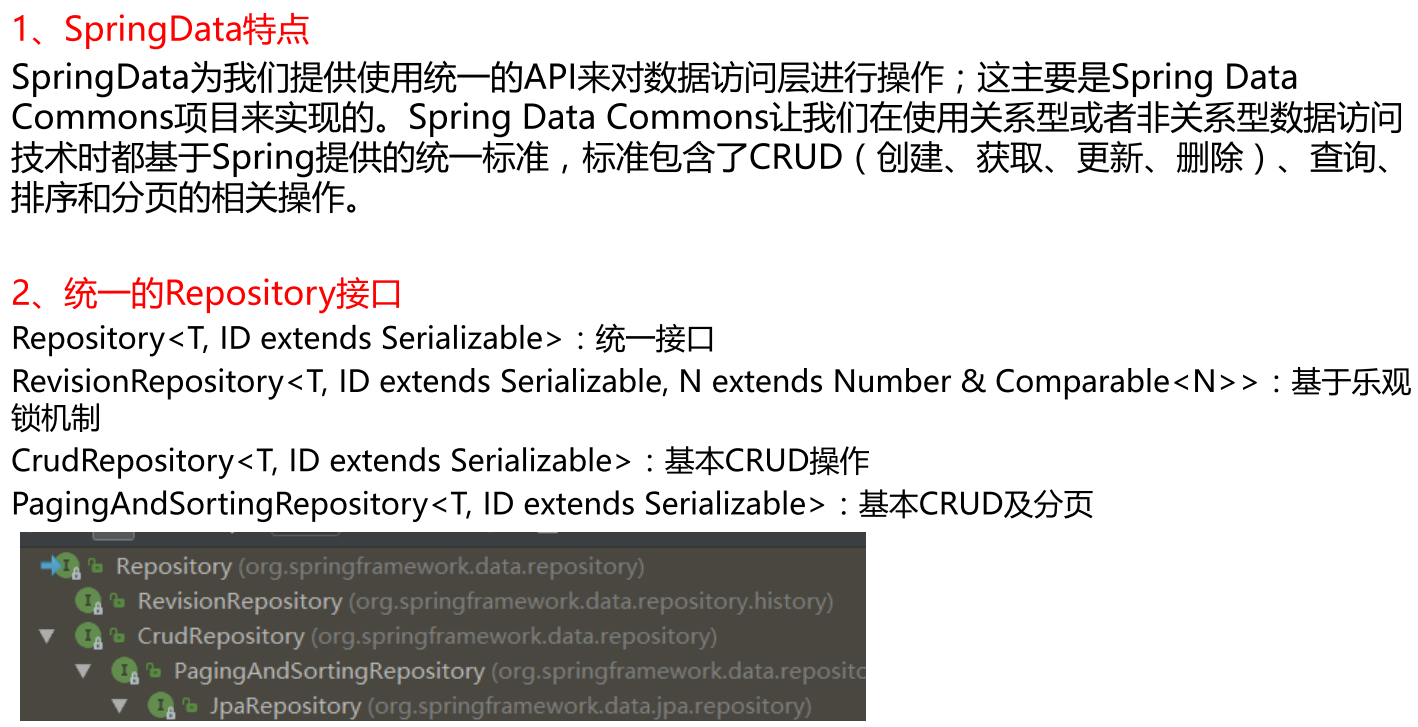 1、SpringData特点
SpringData为我们提供使用统一的API来对数据访问层进行操作；这主要是Spring Data
Commons项目来实现的。Spring Data Commons让我们在使用关系型或者非关系型数据访问
技术时都基于Spring提供的统一标准，标准包含了CRUD（创建、获取、更新、删除）、查询、
排序和分页的相关操作。
2、统一的Repository接口
Repository<T, ID extends Serializable>：统一接口
RevisionRepository<T, ID extends Serializable, N extends Number & Comparable<N>>：基于乐观
锁机制
CrudRepository<T, ID extends Serializable>：基本CRUD操作
PagingAndSortingRepository<T, ID extends Serializable>：基本CRUD及分页
Repository (org.springframework.data.repository)
RevisionRepository (org.springframework.data.repository.history)
CrudRepository (org.springframework.data.repository)
PagingAndSortingRepository (org.springframework.data.reposito
JpaRepository (org.springframework.data.jpa.repository)